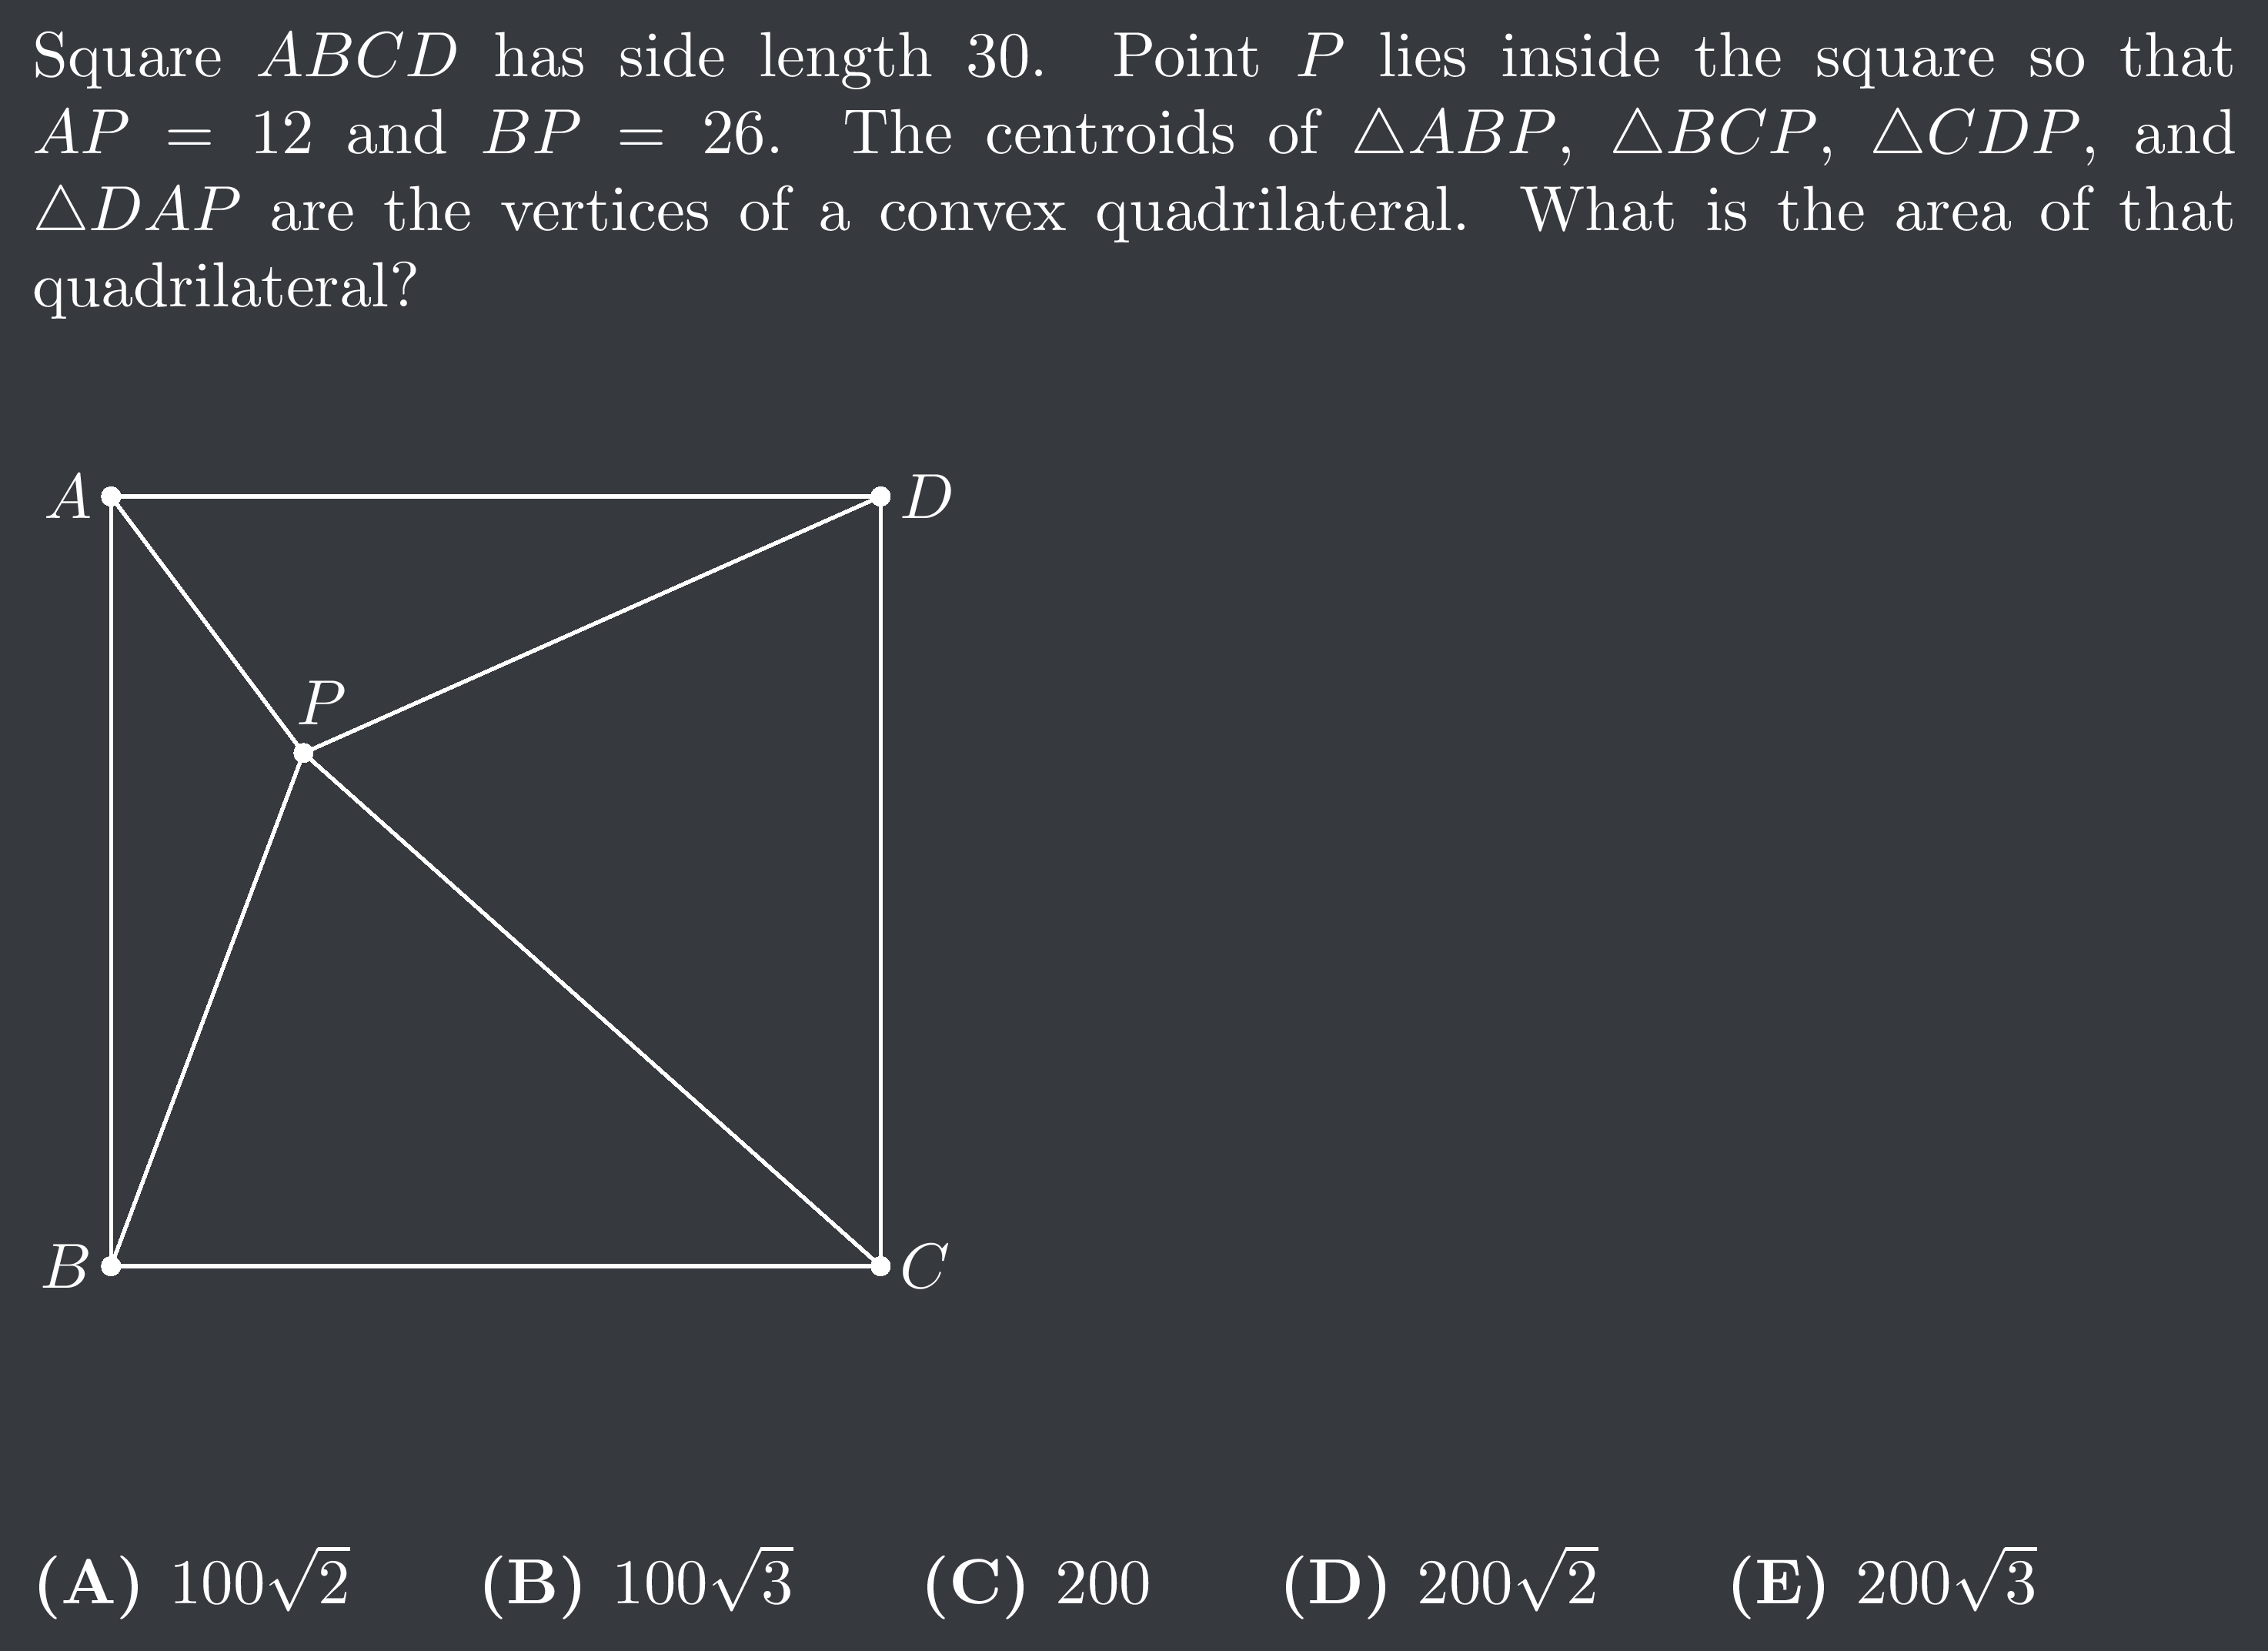 Square $ABCD$ has side length 30. Point $P$ lies inside the square so that
$AP = 12$ and $BP = 26$. The centroids of $\triangle ABP$, $\triangle BCP$, $\triangle CDP$, and
$\triangle DAP$ are the vertices of a convex quadrilateral. What is the area of that
quadrilateral?
A
D
P
B
C
(A) $100\sqrt{2}$ (B) $100\sqrt{3}$ (C) 200 (D) $200\sqrt{2}$ (E) $200\sqrt{3}$